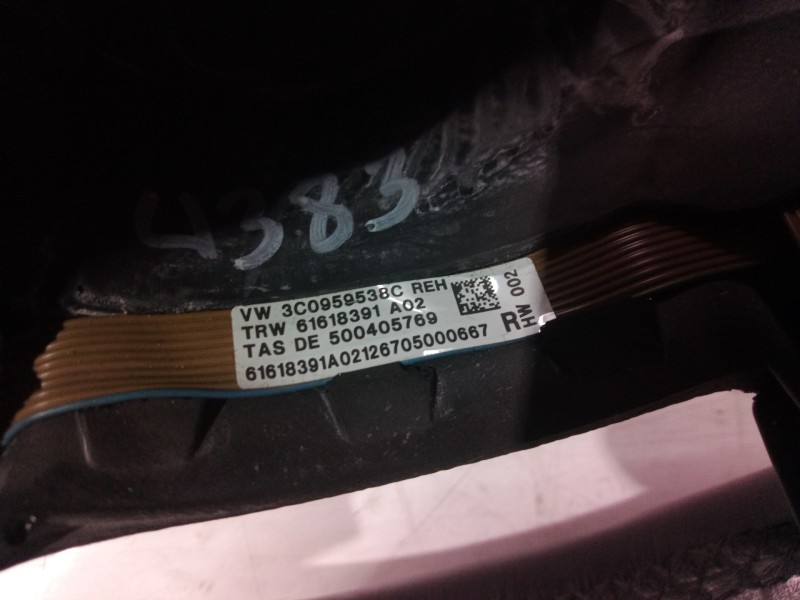 4383
VW 3C0959538C REH
TRW 61618391 A02
TAS DE 500405769
61618391A02126705000667
R
HW 002